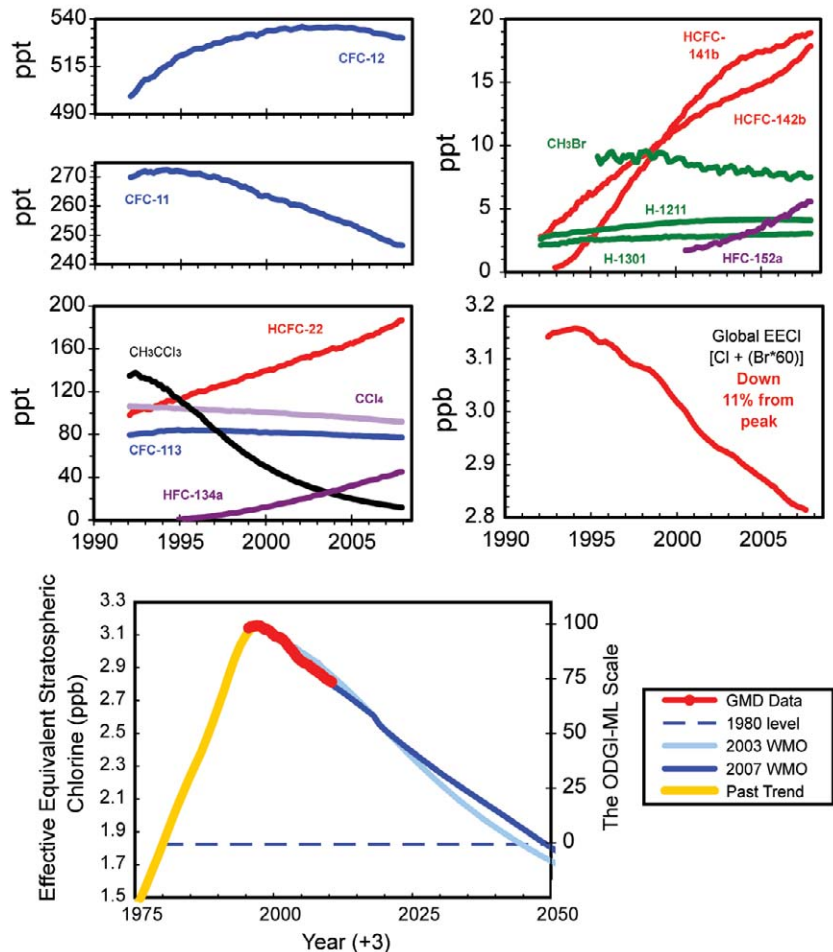 540
515
490
ppt
CFC-12
270
260
250
240
ppt
CFC-11
200
160
120
80
40
0
ppt
CH₃CCl₃
HCFC-22
CCl₄
CFC-113
HFC-134a
1990 1995 2000 2005
20
15
10
5
0
ppt
HCFC-
141b
HCFC-142b
CH₃Br
H-1211
H-1301
HFC-152a
3.2
3.1
3.0
2.9
2.8
ppb
Global EECl
[Cl + (Br*60)]
Down
11% from
peak
1990 1995 2000 2005
3.3
3.1
2.9
2.7
2.5
2.3
2.1
1.9
1.7
1.5
Effective Equivalent Stratospheric
Chlorine (ppb)
100
75
50
25
0
The ODGI-ML Scale
1975 2000 2025 2050
Year (+3)
GMD Data
1980 level
2003 WMO
2007 WMO
Past Trend